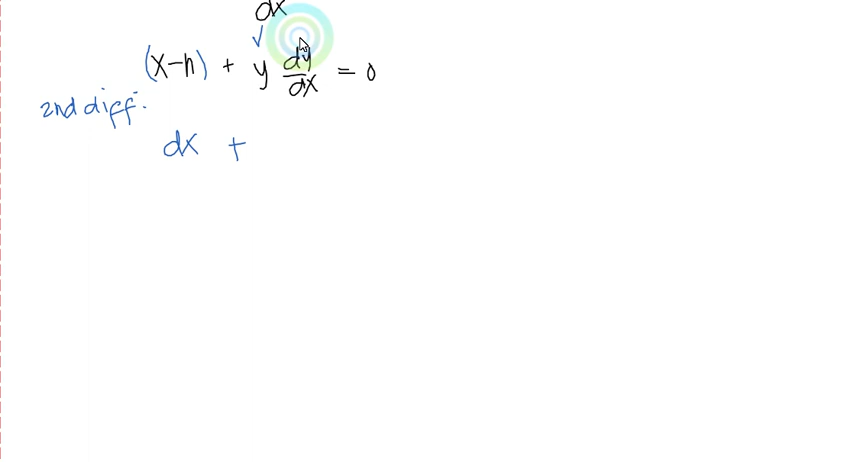 dx
(x-h) + y dy/dx = 0
2nd diff:
dx +